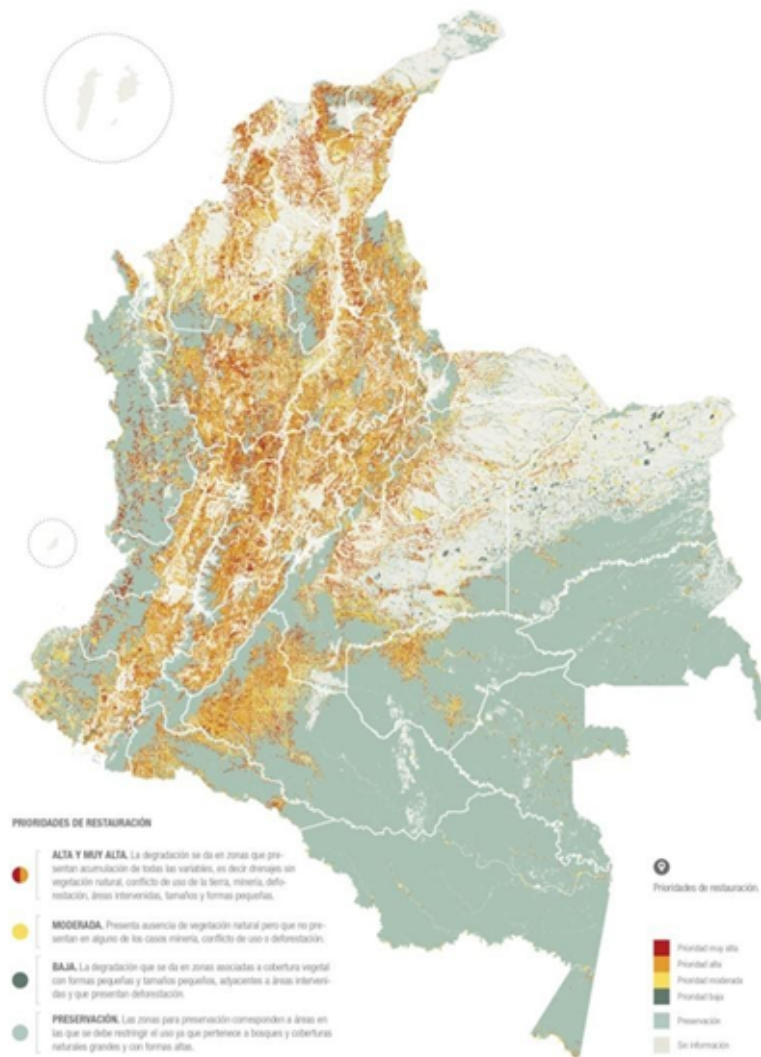 PRIORIDADES DE RESTAURACIÓN
ALTA Y MUY ALTA. La degradación se da en zonas que pre-
sentan acumulación de todas las variables, es decir drenajes sin
vegetación natural, conflicto de uso de la tierra, minería, defo-
restación, áreas intervenidas, tamaños y formas pequeñas.
MODERADA. Presenta ausencia de vegetación natural pero que no pre-
sentan en alguno de los casos minería, conflicto de uso o deforestación.
BAJA. La degradación que se da en zonas asociadas a cobertura vegetal
con formas pequeñas y tamaños pequeños, adyacentes a áreas interveni-
das y que presentan deforestación.
PRESERVACIÓN. Las zonas para preservación corresponden a áreas en
las que se debe restringir el uso ya que pertenece a bosques y coberturas
naturales grandes y con formas altas.
Prioridades de restauración.
Prioridad muy alta
Prioridad alta
Prioridad moderada
Prioridad baja
Preservación
Sin información